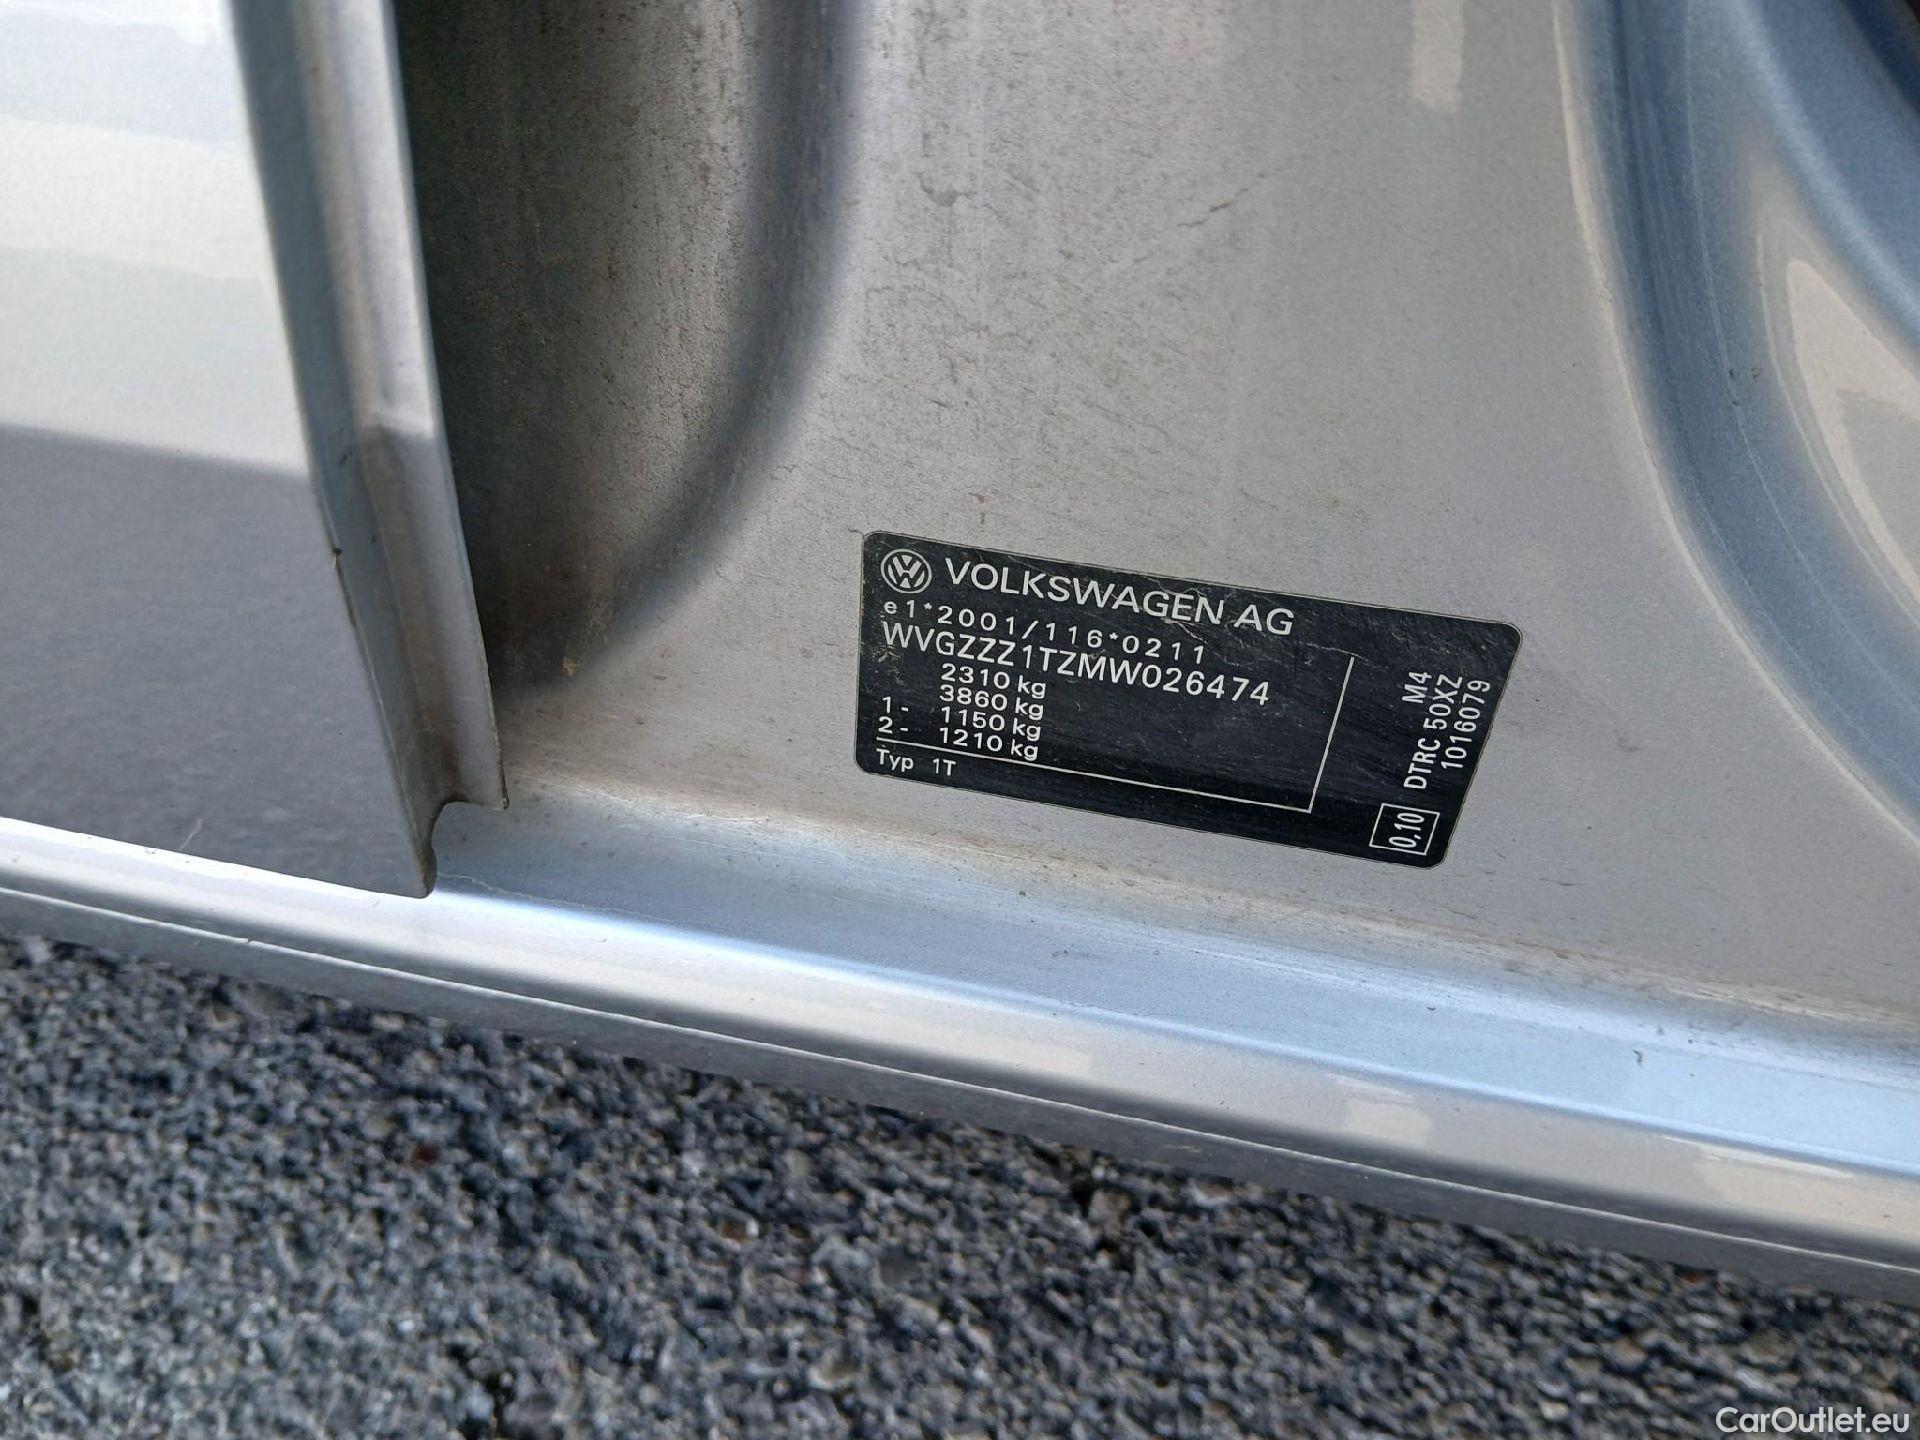 VOLKSWAGEN AG
e1*2001/116*0211
WVGZZZ1TZMW026474
2310 kg
3860 kg
1- 1150 kg
2- 1210 kg
Typ 1T
M4
DTRC 50XZ
1016079
0,10
CarOutlet.eu